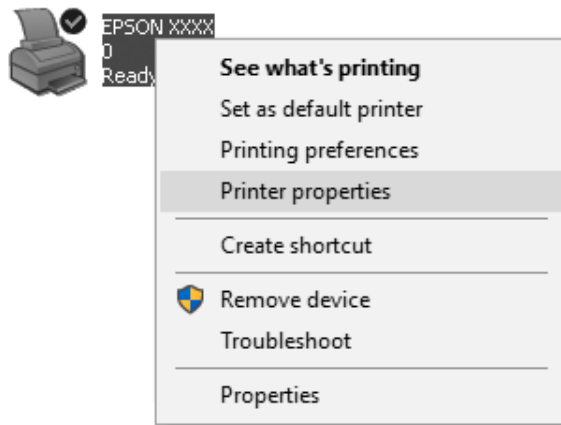 EPSON XXXX
0
Ready
See what's printing
Set as default printer
Printing preferences
Printer properties
Create shortcut
Remove device
Troubleshoot
Properties